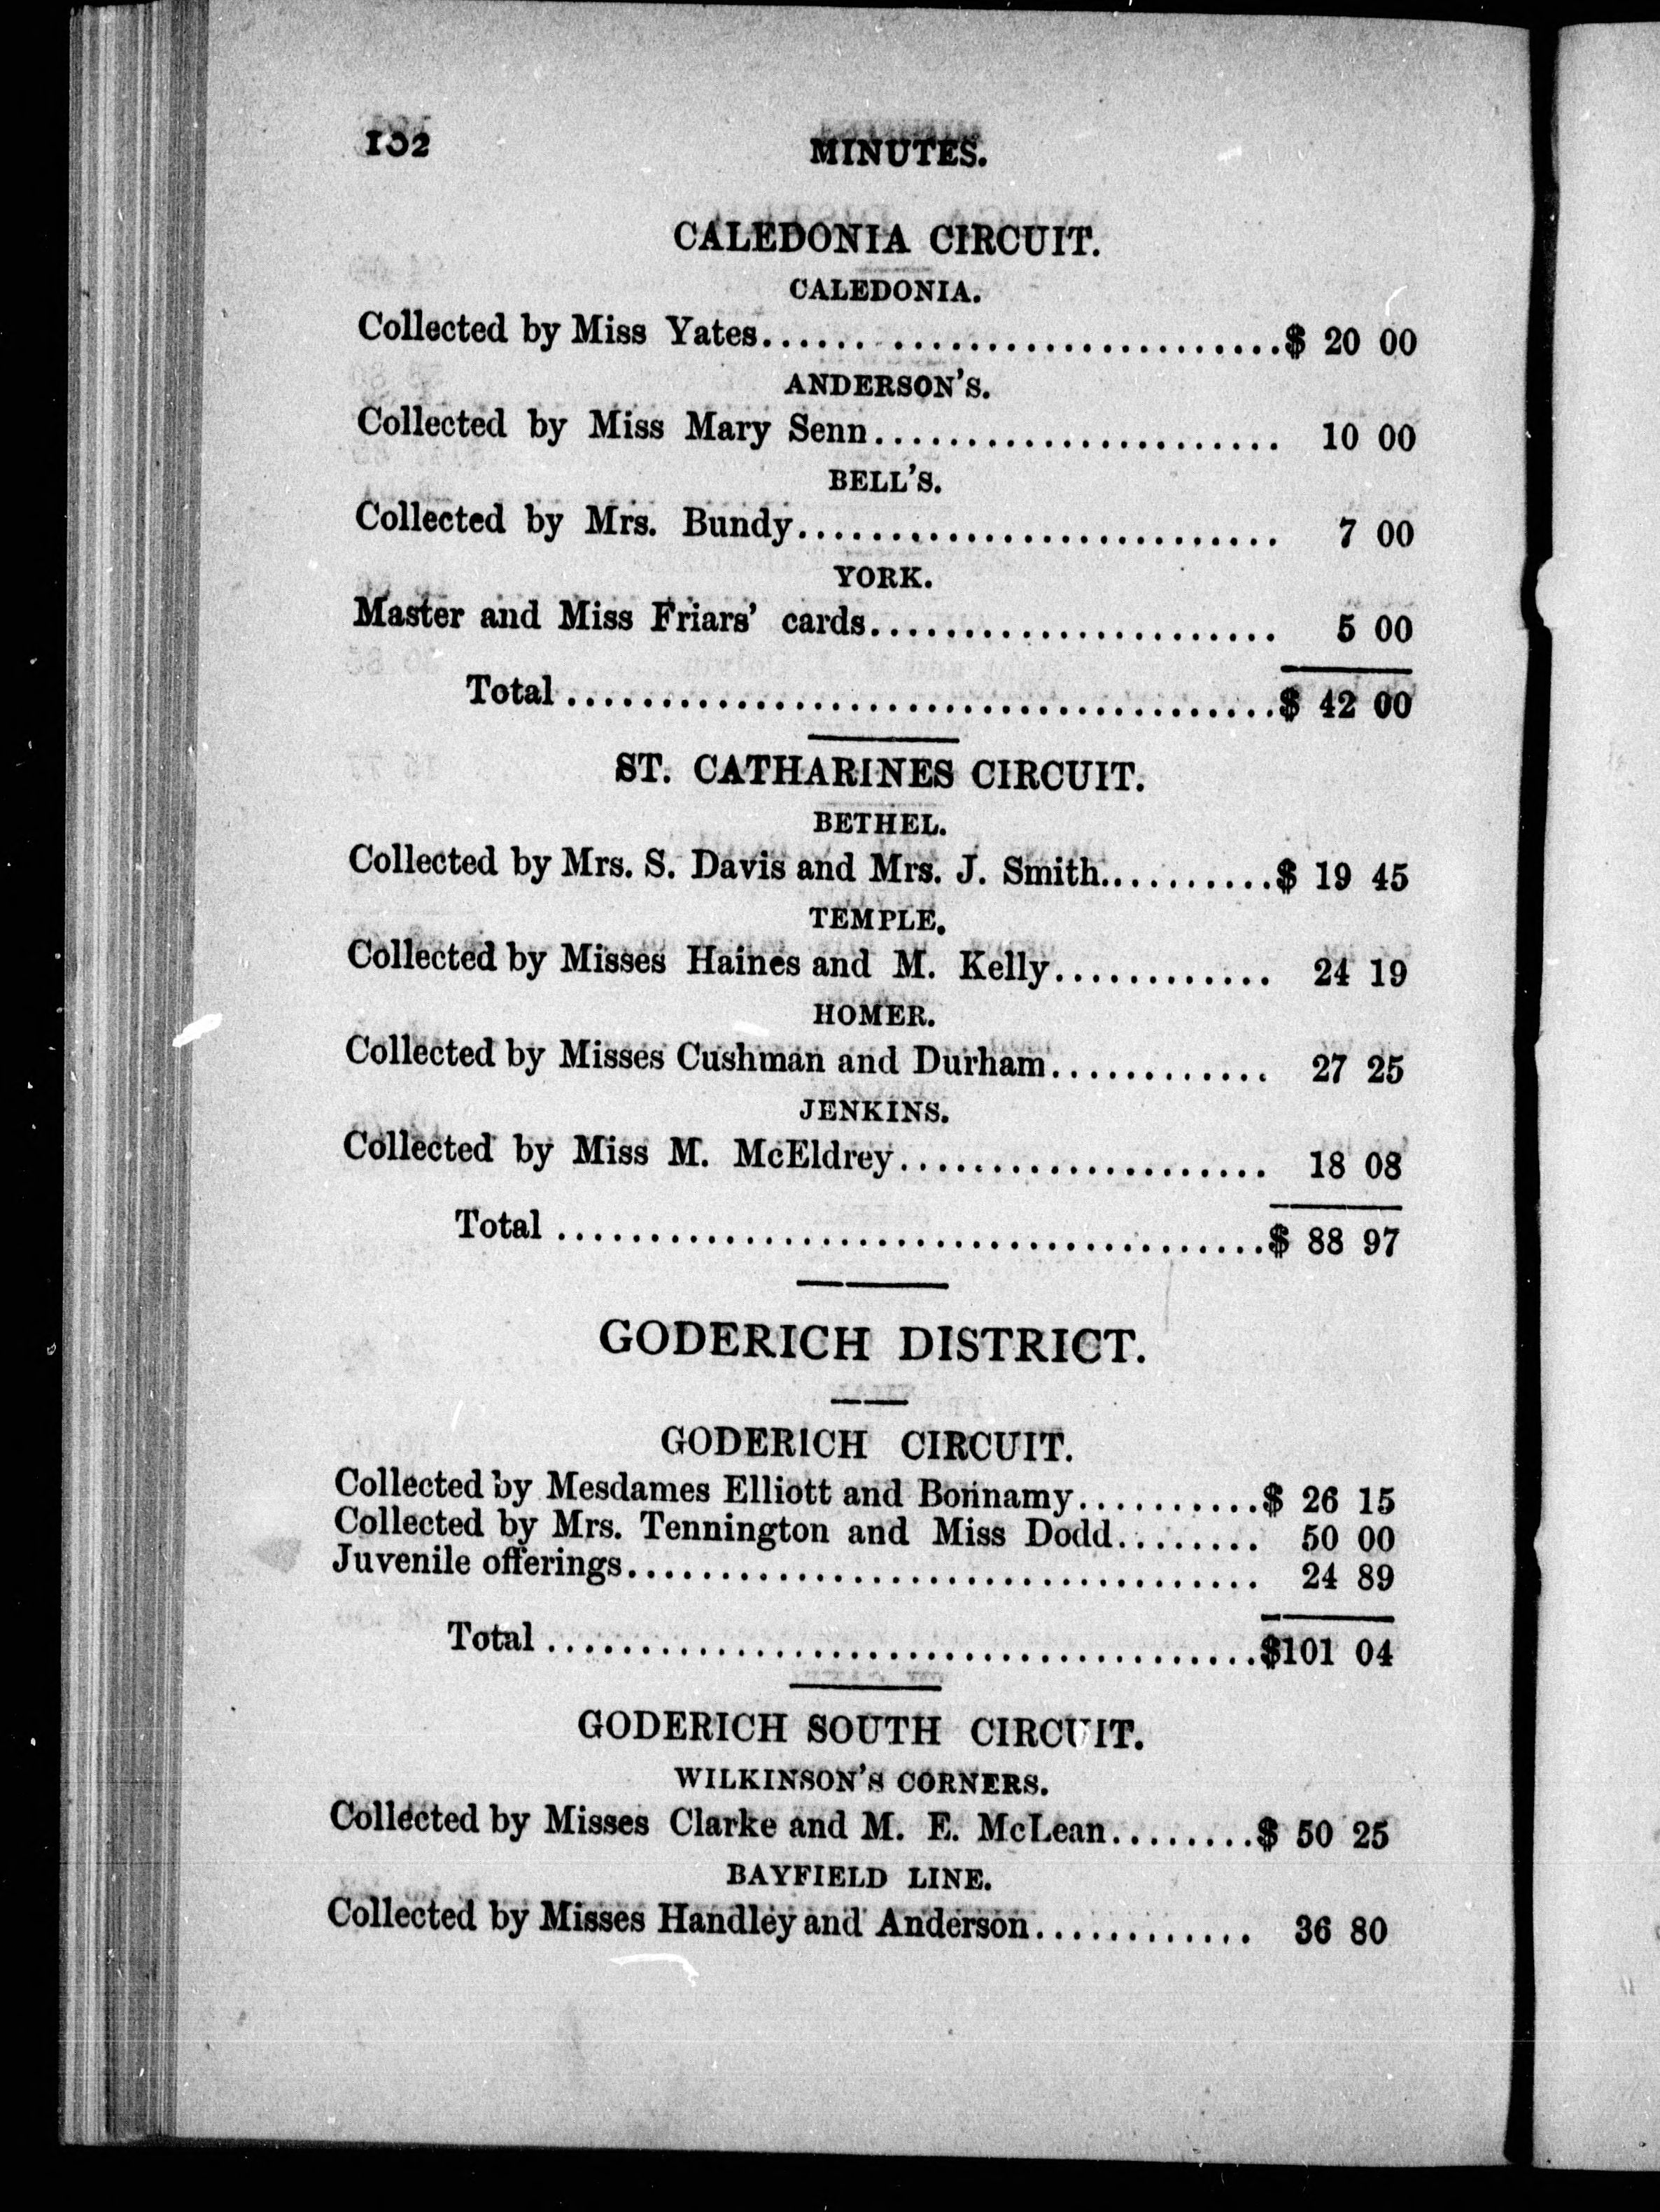 102 MINUTES.
CALEDONIA CIRCUIT.
CALEDONIA.
Collected by Miss Yates...... .....................$ 20 00
ANDERSON'S.
Collected by Miss Mary Senn...................... 10 00
BELL'S.
Collected by Mrs. Bundy.......................... 7 00
YORK.
Master and Miss Friars' cards...................... 5 00
Total ......................................$ 42 00
ST. CATHARINES CIRCUIT.
BETHEL.
Collected by Mrs. S. Davis and Mrs. J. Smith..........$ 19 45
TEMPLE.
Collected by Misses Haines and M. Kelly............ 24 19
HOMER.
Collected by Misses Cushman and Durham............ 27 25
JENKINS.
Collected by Miss M. McEldrey.................... 18 08
Total ......................................$ 88 97
GODERICH DISTRICT.
GODERICH CIRCUIT.
Collected by Mesdames Elliott and Bonnamy..........$ 26 15
Collected by Mrs. Tennington and Miss Dodd........ 50 00
Juvenile offerings.................................. 24 89
Total ......................................$101 04
GODERICH SOUTH CIRCUIT.
WILKINSON'S CORNERS.
Collected by Misses Clarke and M. E. McLean........$ 50 25
BAYFIELD LINE.
Collected by Misses Handley and Anderson............ 36 80